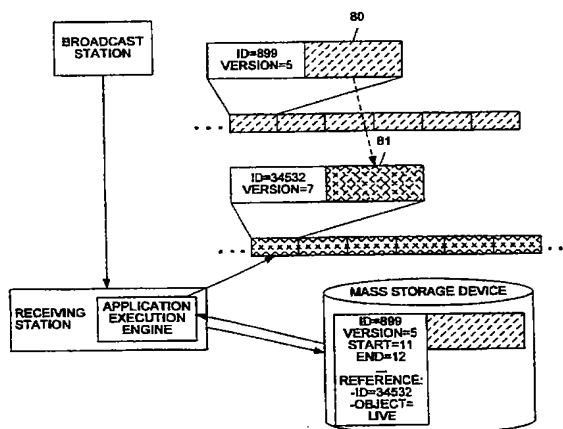 80
BROADCAST
STATION
ID=899
VERSION=5
81
ID=34532
VERSION=7
RECEIVING
STATION
APPLICATION
EXECUTION
ENGINE
MASS STORAGE DEVICE
ID=899
VERSION=5
START=11
END=12
REFERENCE:
-ID=34532
-OBJECT=
LIVE